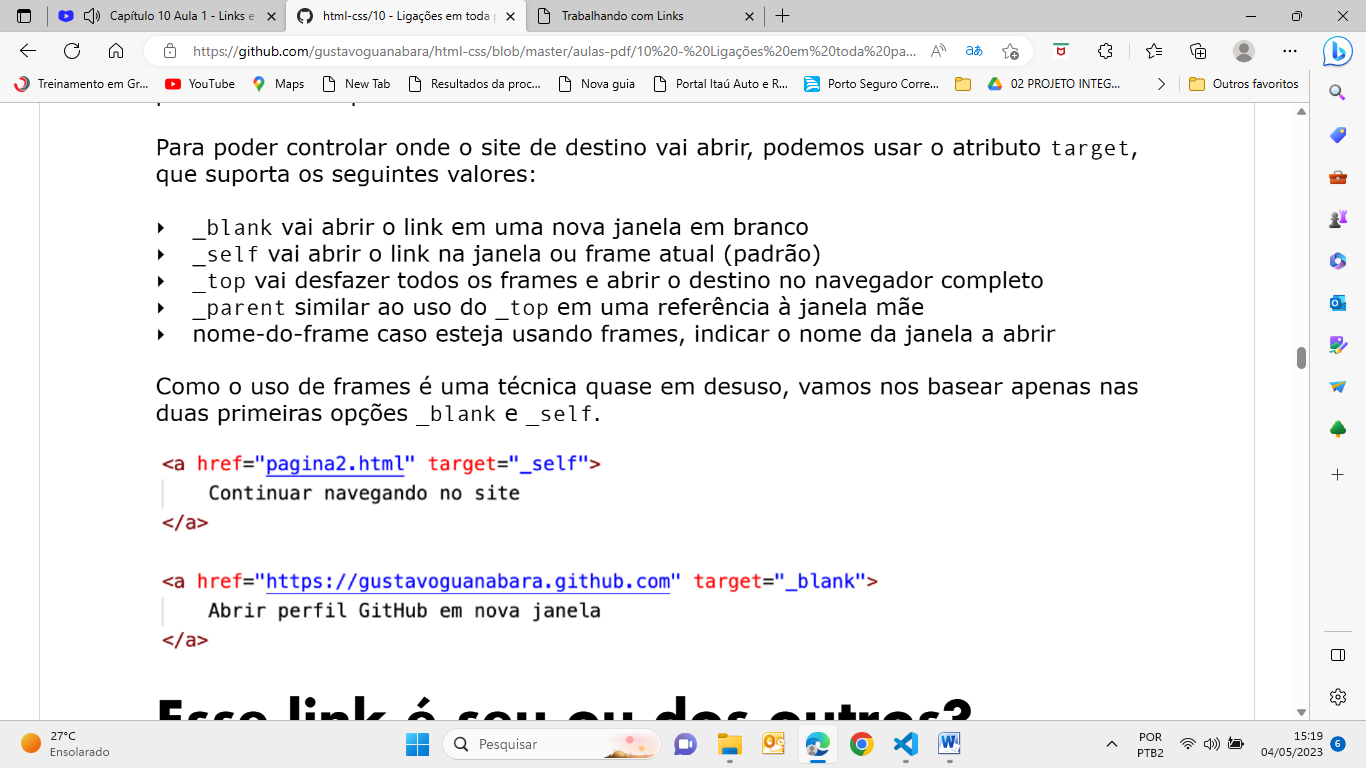 Capítulo 10 Aula 1 - Links e
html-css/10 - Ligações em toda p
Trabalhando com Links
https://github.com/gustavoguanabara/html-css/blob/master/aulas-pdf/10%20-%20Ligações%20em%20toda%20pa...
Treinamento em Gr...
YouTube
Maps
New Tab
Resultados da proc...
Nova guia
Portal Itaú Auto e R...
Porto Seguro Corre...
02 PROJETO INTEG...
Outros favoritos
Para poder controlar onde o site de destino vai abrir, podemos usar o atributo target,
que suporta os seguintes valores:
‣ _blank vai abrir o link em uma nova janela em branco
‣ _self vai abrir o link na janela ou frame atual (padrão)
‣ _top vai desfazer todos os frames e abrir o destino no navegador completo
‣ _parent similar ao uso do _top em uma referência à janela mãe
‣ nome-do-frame caso esteja usando frames, indicar o nome da janela a abrir
Como o uso de frames é uma técnica quase em desuso, vamos nos basear apenas nas
duas primeiras opções _blank e _self.
<a href="pagina2.html" target="_self">
Continuar navegando no site
</a>
<a href="https://gustavoguanabara.github.com" target="_blank">
Abrir perfil GitHub em nova janela
</a>
Esse link é seu ou dos outros?
27°C
Ensolarado
Pesquisar
POR
PTB2
15:19
04/05/2023
6